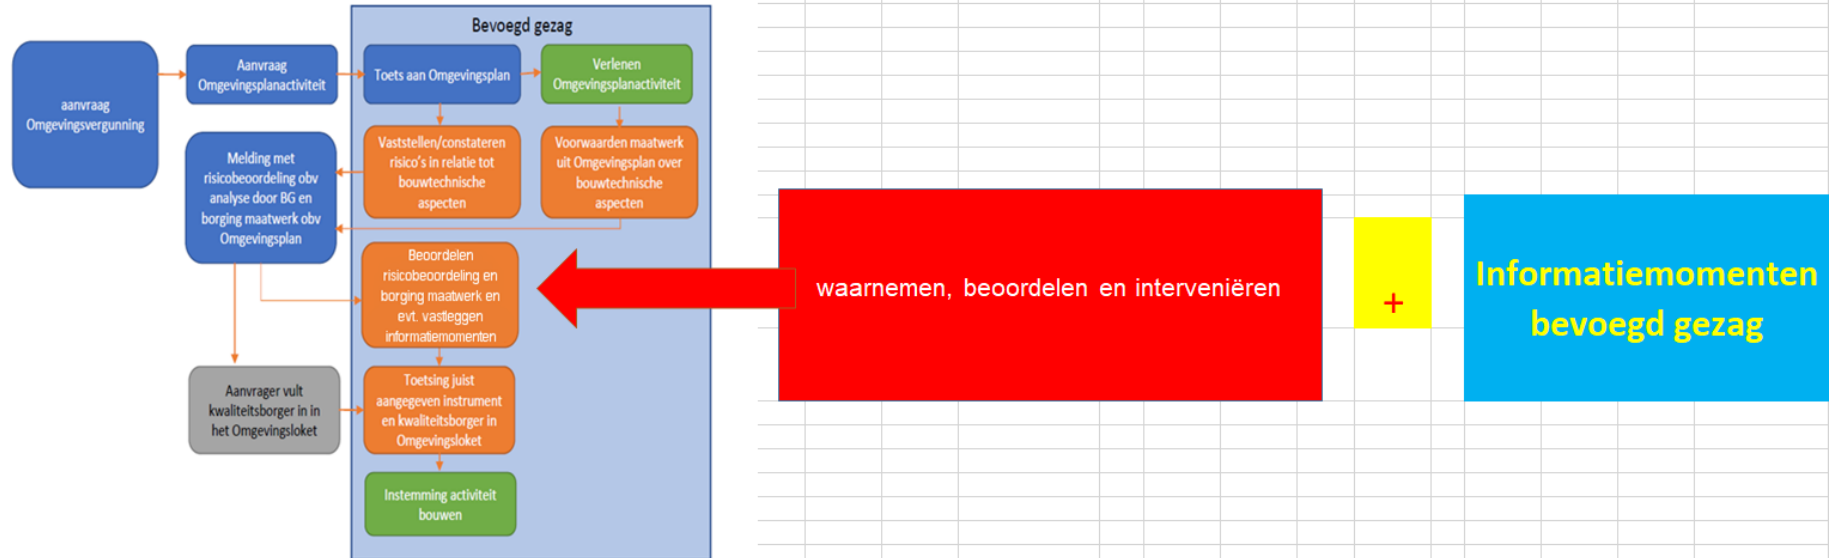 Bevoegd gezag
aanvraag
Omgevingsvergunning
Aanvraag
Omgevingsplanactiviteit
Toets aan Omgevingsplan
Verlenen
Omgevingsplanactiviteit
Melding met
risicobeoordeling obv
analyse door BG en
borging maatwerk obv
Omgevingsplan
Vaststellen/constateren
risico's in relatie tot
bouwtechnische
aspecten
Voorwaarden maatwerk
uit Omgevingsplan over
bouwtechnische
aspecten
Beoordelen
risicobeoordeling en
borging maatwerk en
evt. vastleggen
informatiemomenten
waarnemen, beoordelen en interveniëren
+
Informatiemomenten
bevoegd gezag
Aanvrager vult
kwaliteitsborger in in
het Omgevingsloket
Toetsing juist
aangegeven instrument
en kwaliteitsborger in
Omgevingsloket
Instemming activiteit
bouwen